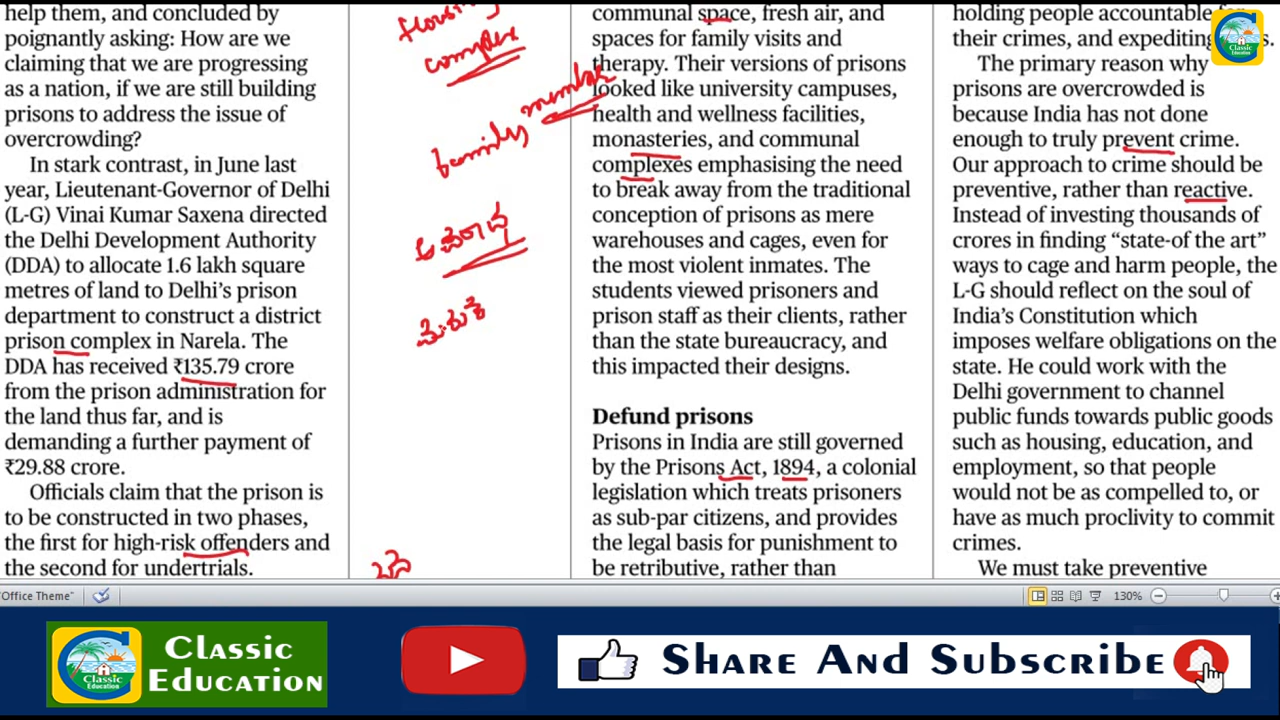 help them, and concluded by
poignantly asking: How are we
claiming that we are progressing
as a nation, if we are still building
prisons to address the issue of
overcrowding?
In stark contrast, in June last
year, Lieutenant-Governor of Delhi
(L-G) Vinai Kumar Saxena directed
the Delhi Development Authority
(DDA) to allocate 1.6 lakh square
metres of land to Delhi's prison
department to construct a district
prison complex in Narela. The
DDA has received ₹135.79 crore
from the prison administration for
the land thus far, and is
demanding a further payment of
₹29.88 crore.
Officials claim that the prison is
to be constructed in two phases,
the first for high-risk offenders and
the second for undertrials.
complex
family member
communal space, fresh air, and
spaces for family visits and
therapy. Their versions of prisons
looked like university campuses,
health and wellness facilities,
monasteries, and communal
complexes emphasising the need
to break away from the traditional
conception of prisons as mere
warehouses and cages, even for
the most violent inmates. The
students viewed prisoners and
prison staff as their clients, rather
than the state bureaucracy, and
this impacted their designs.
Defund prisons
Prisons in India are still governed
by the Prisons Act, 1894, a colonial
legislation which treats prisoners
as sub-par citizens, and provides
the legal basis for punishment to
be retributive, rather than
holding people accountable for
their crimes, and expediting
The primary reason why
prisons are overcrowded is
because India has not done
enough to truly prevent crime.
Our approach to crime should be
preventive, rather than reactive.
Instead of investing thousands of
crores in finding "state-of the art"
ways to cage and harm people, the
L-G should reflect on the soul of
India's Constitution which
imposes welfare obligations on the
state. He could work with the
Delhi government to channel
public funds towards public goods
such as housing, education, and
employment, so that people
would not be as compelled to, or
have as much proclivity to commit
crimes.
We must take preventive
Classic
Education
"Office Theme"
130%
Classic
Education
Classic
Education
Share And Subscribe